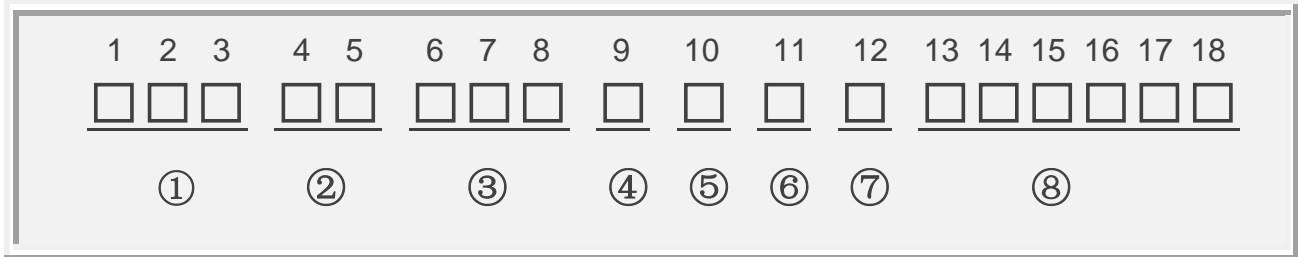 1 2 3 4 5 6 7 8 9 10 11 12 13 14 15 16 17 18
□□□ □□ □□□ □ □ □ □ □□□□□□
① ② ③ ④ ⑤ ⑥ ⑦ ⑧